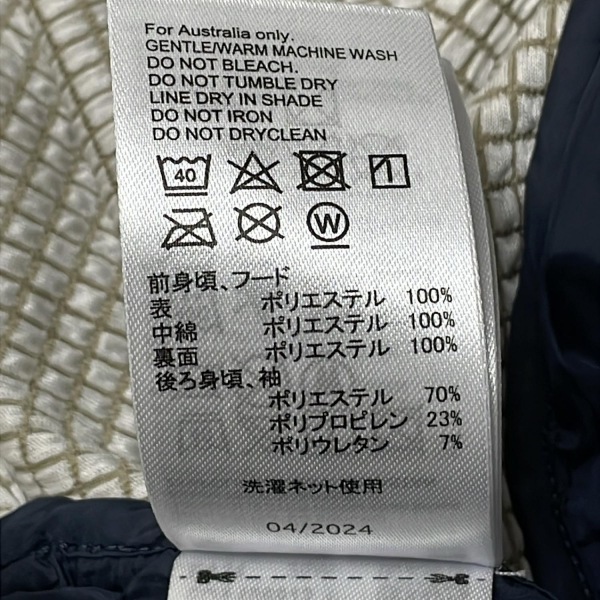 For Australia only.
GENTLE/WARM MACHINE WASH
DO NOT BLEACH.
DO NOT TUMBLE DRY
LINE DRY IN SHADE
DO NOT IRON
DO NOT DRYCLEAN
40
W
前身頃、フード
表 ポリエステル 100%
中綿 ポリエステル 100%
裏面 ポリエステル 100%
後ろ身頃、袖
ポリエステル 70%
ポリプロピレン 23%
ポリウレタン 7%
洗濯ネット使用
04/2024